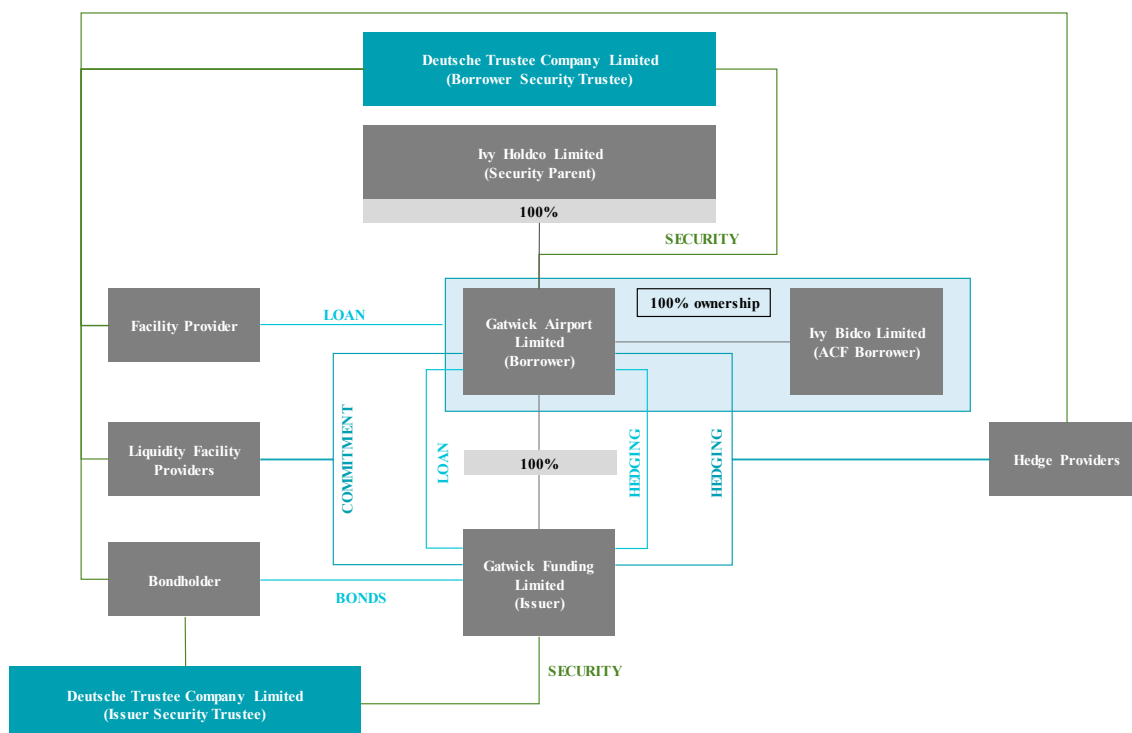 Deutsche Trustee Company Limited
(Borrower Security Trustee)
Ivy Holdco Limited
(Security Parent)
100%
SECURITY
100% ownership
Facility Provider
LOAN
Gatwick Airport
Limited
(Borrower)
Ivy Bidco Limited
(ACF Borrower)
Liquidity Facility
Providers
COMMITMENT
LOAN
100%
HEDGING
HEDGING
Hedge Providers
Bondholder
BONDS
Gatwick Funding
Limited
(Issuer)
SECURITY
Deutsche Trustee Company Limited
(Issuer Security Trustee)